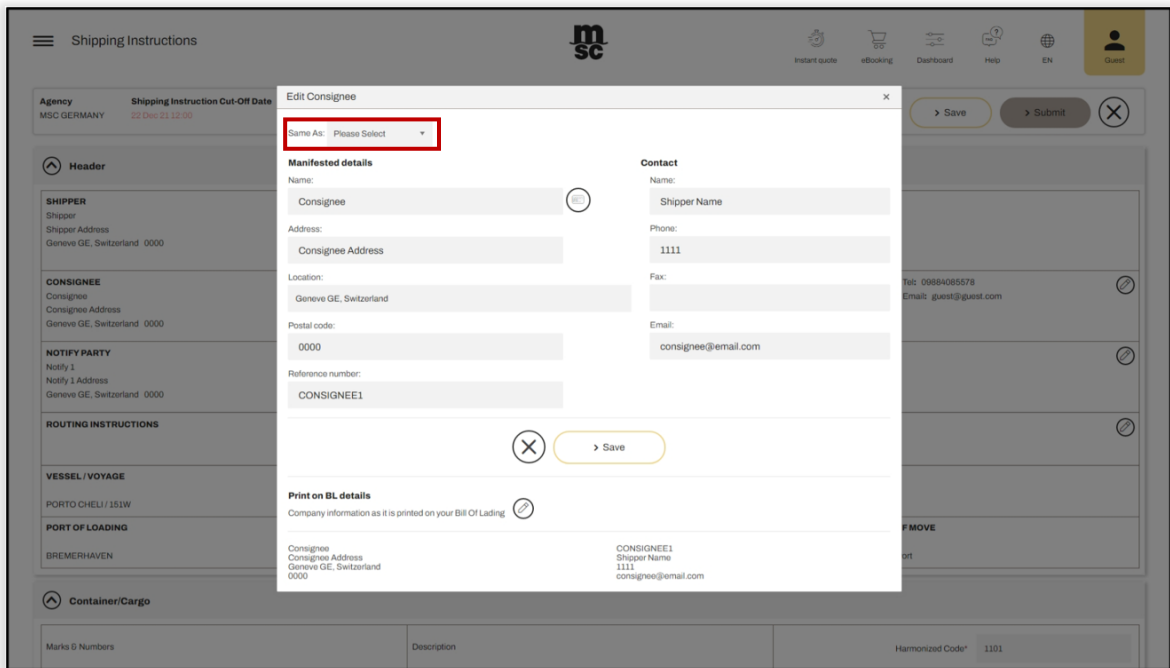 Shipping Instructions
msc
Instant quote
eBooking
Dashboard
Help
EN
Guest
Agency
Shipping Instruction Cut-Off Date
MSC GERMANY
22 Dec 21 12:00
> Save
> Submit
Header
SHIPPER
Shipper
Shipper Address
Geneve GE, Switzerland 0000
CONSIGNEE
Consignee
Consignee Address
Geneve GE, Switzerland 0000
Tel: 09884085578
Email: guest@guest.com
NOTIFY PARTY
Notify 1
Notify 1 Address
Geneve GE, Switzerland 0000
ROUTING INSTRUCTIONS
VESSEL / VOYAGE
PORTO CHELI / 151W
PORT OF LOADING
BREMERHAVEN
F MOVE
ort
Edit Consignee
×
Same As: Please Select
Manifested details
Name:
Consignee
Address:
Consignee Address
Location:
Geneve GE, Switzerland
Postal code:
0000
Reference number:
CONSIGNEE1
Contact
Name:
Shipper Name
Phone:
1111
Fax:
Email:
consignee@email.com
> Save
Print on BL details
Company information as it is printed on your Bill Of Lading
Consignee
Consignee Address
Geneve GE, Switzerland
0000
CONSIGNEE1
Shipper Name
1111
consignee@email.com
Container/Cargo
Marks & Numbers
Description
Harmonized Code*
1101